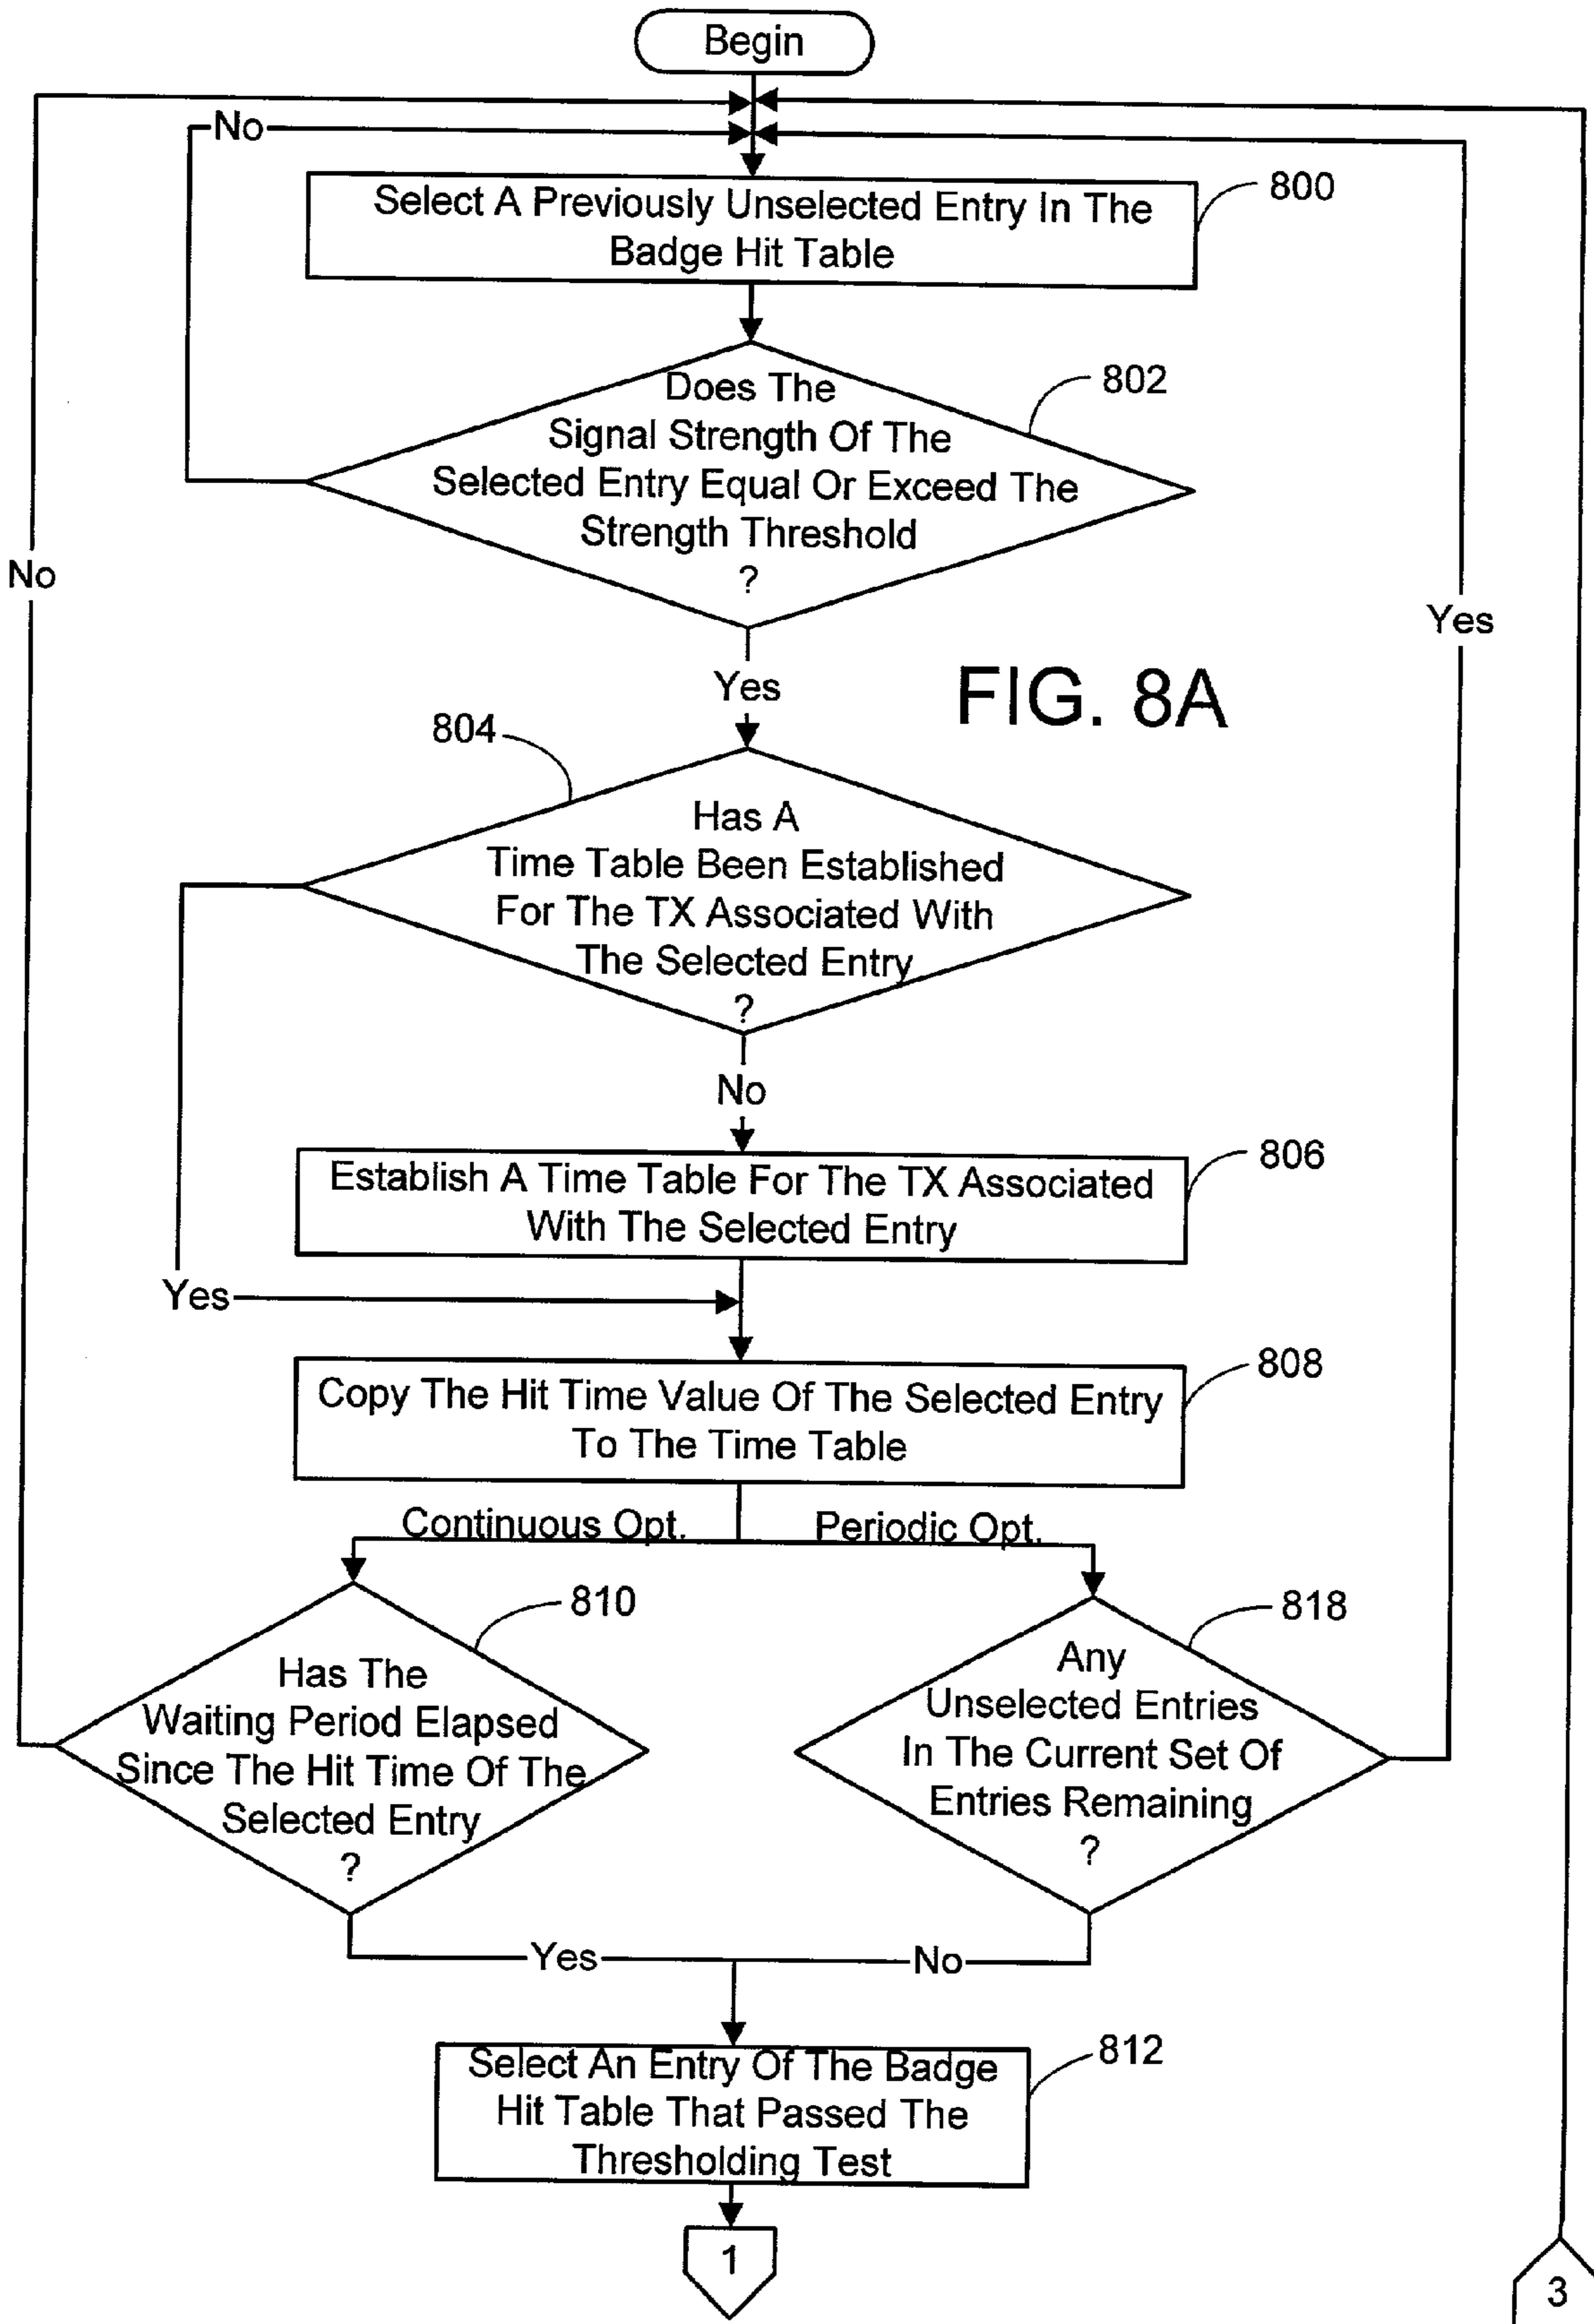 Begin
No
Select A Previously Unselected Entry In The
Badge Hit Table
800
Does The
Signal Strength Of The
Selected Entry Equal Or Exceed The
Strength Threshold
?
802
No
Yes
Yes
FIG. 8A
804
Has A
Time Table Been Established
For The TX Associated With
The Selected Entry
?
No
Establish A Time Table For The TX Associated
With The Selected Entry
806
Yes
Copy The Hit Time Value Of The Selected Entry
To The Time Table
808
Continuous Opt.
Periodic Opt.
Has The
Waiting Period Elapsed
Since The Hit Time Of The
Selected Entry
?
810
Any
Unselected Entries
In The Current Set Of
Entries Remaining
?
818
Yes
No
Select An Entry Of The Badge
Hit Table That Passed The
Thresholding Test
812
1
3